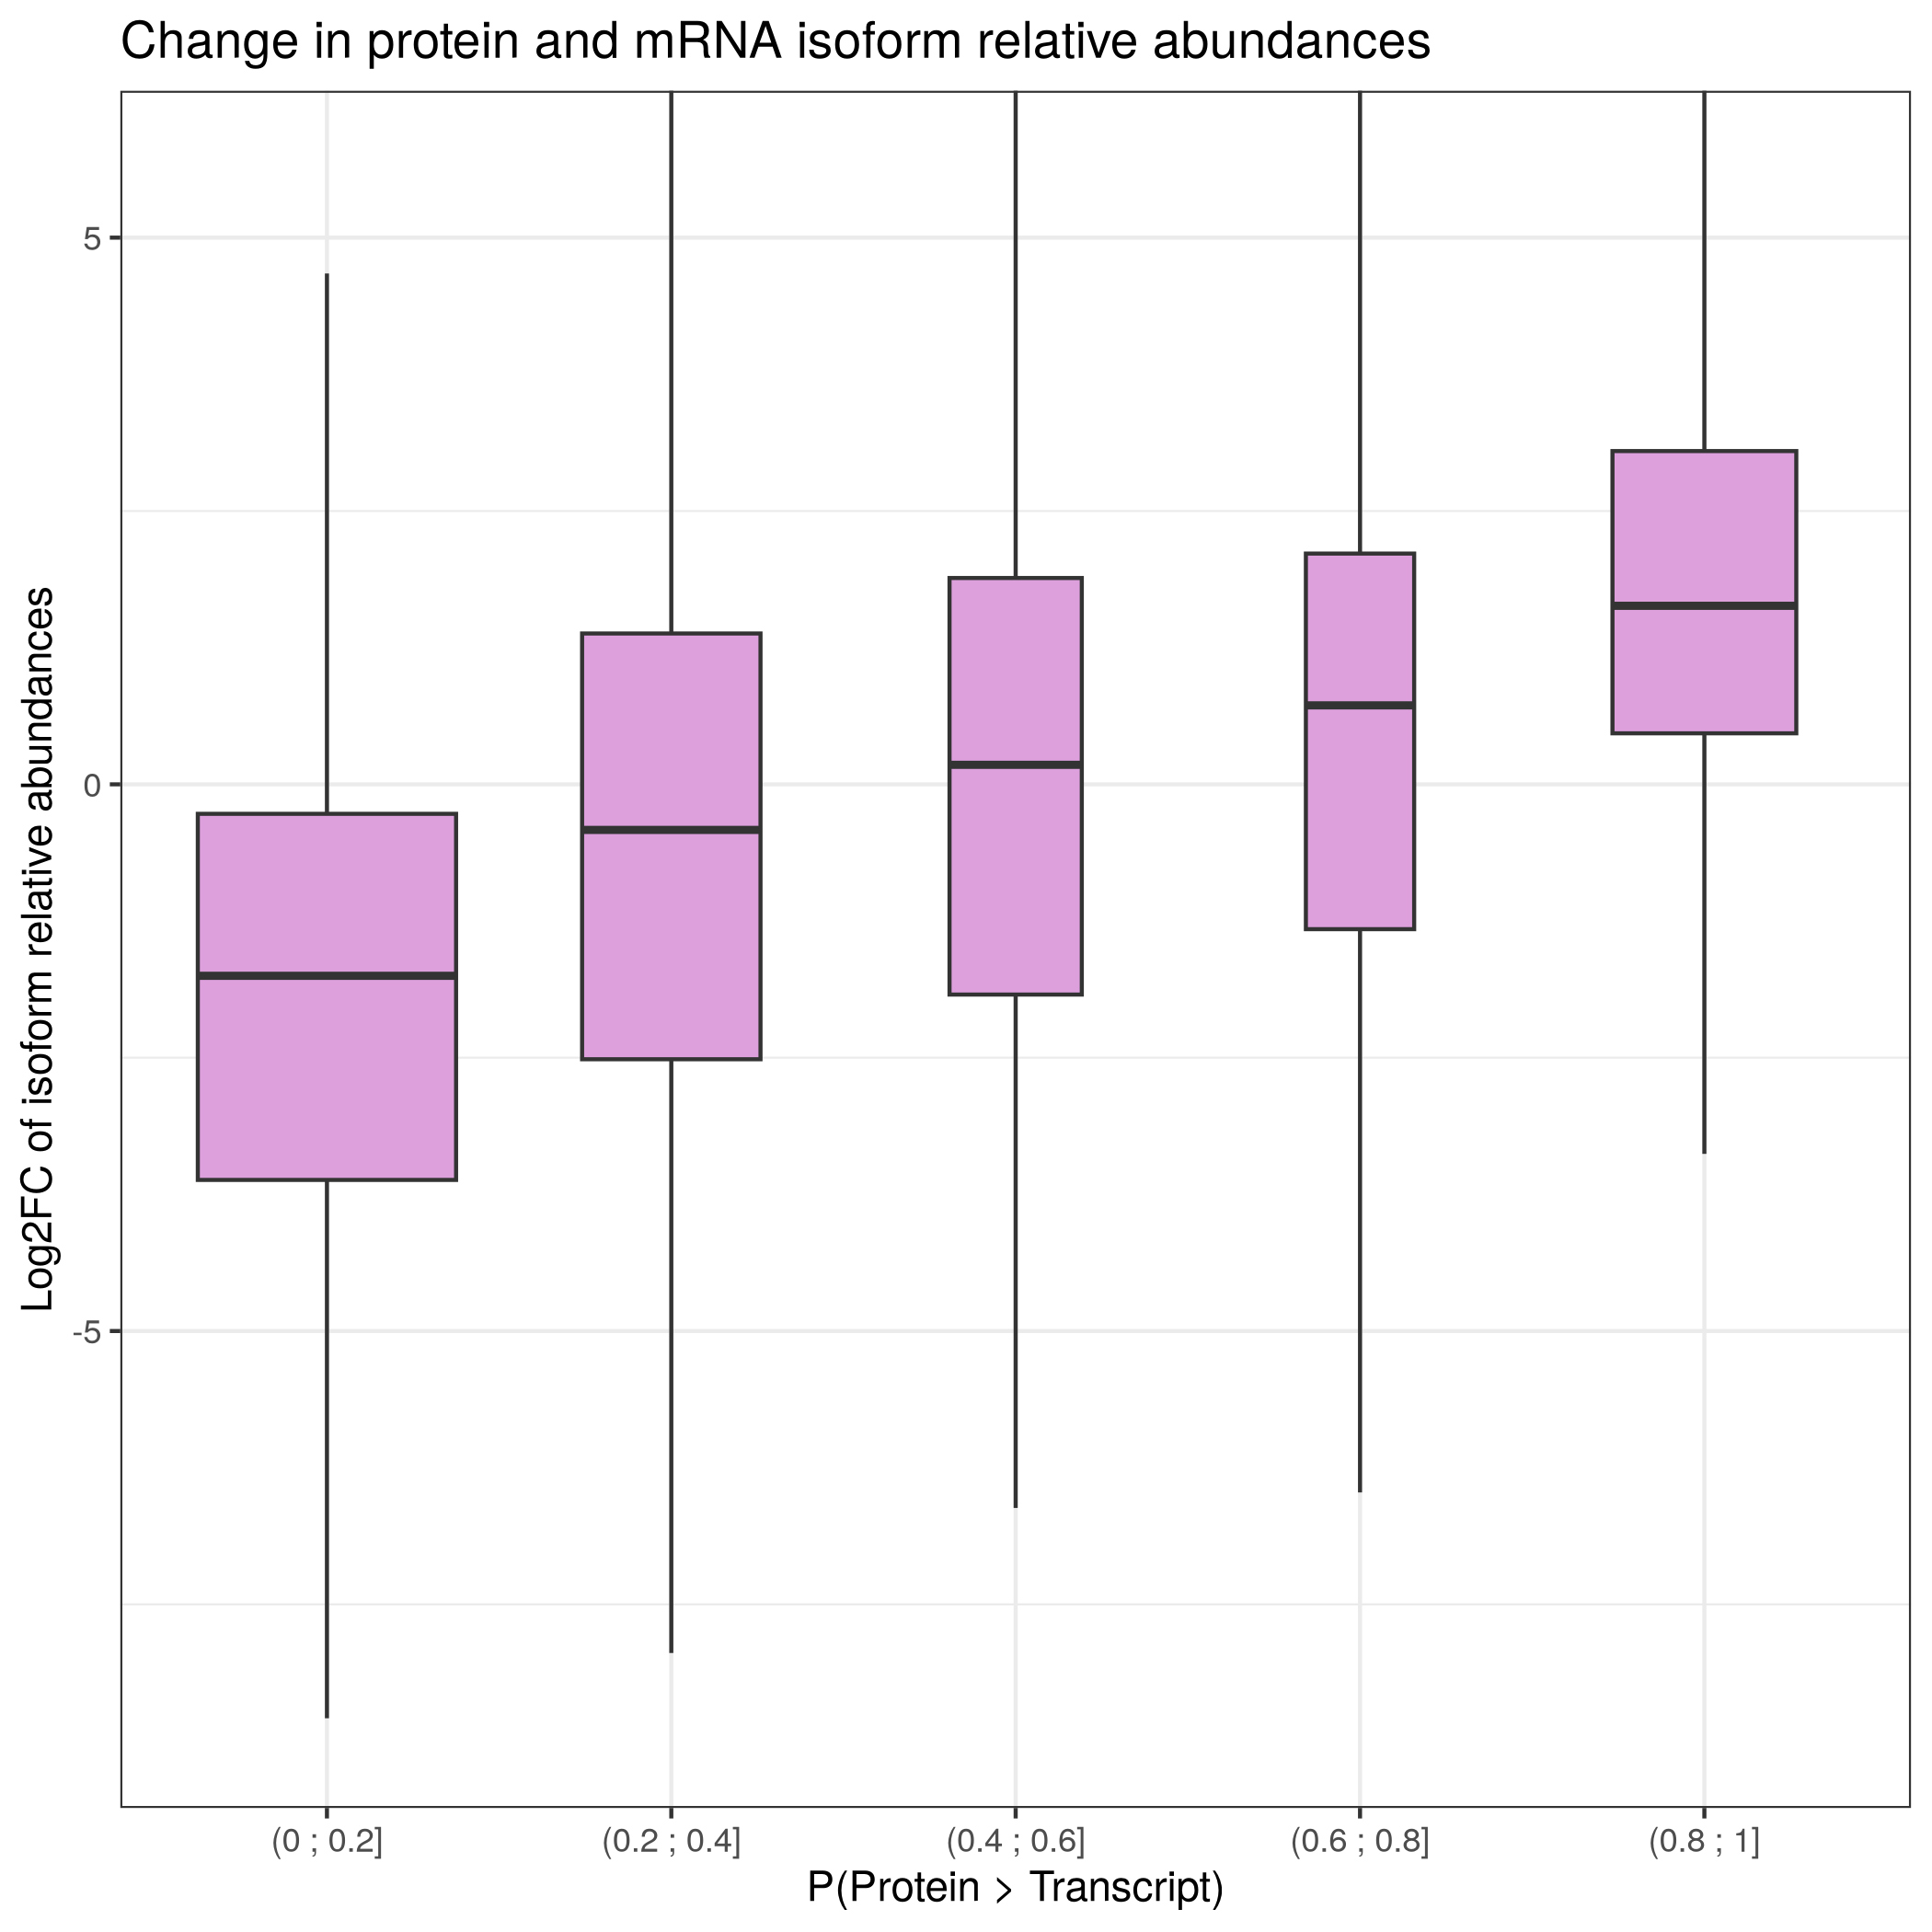 Change in protein and mRNA isoform relative abundances
Log2FC of isoform relative abundances
5
0
-5
(0 ; 0.2]
(0.2 ; 0.4]
(0.4 ; 0.6]
(0.6 ; 0.8]
(0.8 ; 1]
P(Protein > Transcript)